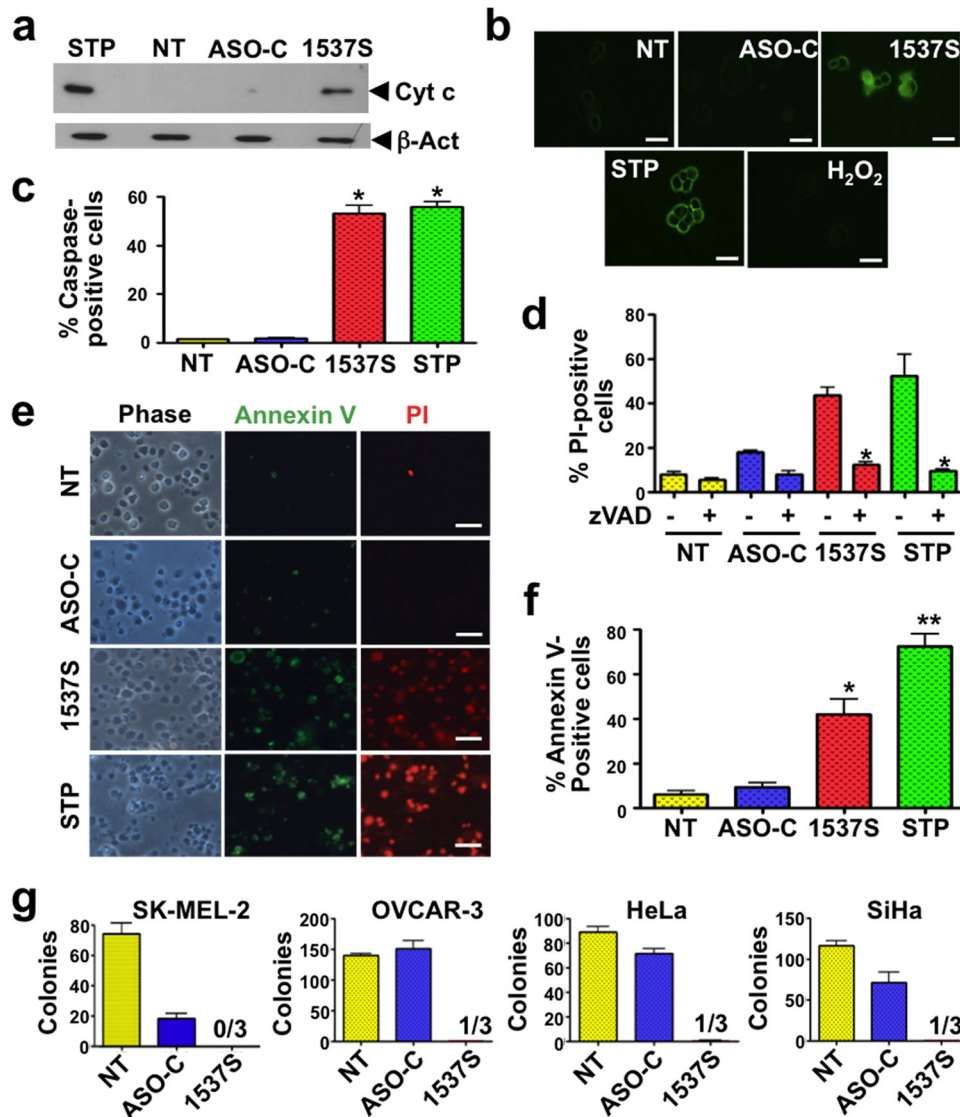 a
STP NT ASO-C 1537S
Cyt c
β-Act
b
NT
ASO-C
1537S
STP
H₂O₂
c
% Caspase-
positive cells
60
40
20
0
* *
NT ASO-C 1537S STP
d
% PI-positive
cells
80
60
40
20
0
* *
zVAD - + - + - + - +
NT ASO-C 1537S STP
e
Phase Annexin V PI
NT
ASO-C
1537S
STP
f
% Annexin V-
Positive cells
80
60
40
20
0
* **
NT ASO-C 1537S STP
g
SK-MEL-2
Colonies
80
60
40
20
0
0/3
NT ASO-C 1537S
OVCAR-3
Colonies
200
150
100
50
0
1/3
NT ASO-C 1537S
HeLa
Colonies
100
80
60
40
20
0
1/3
NT ASO-C 1537S
SiHa
Colonies
150
100
50
0
1/3
NT ASO-C 1537S